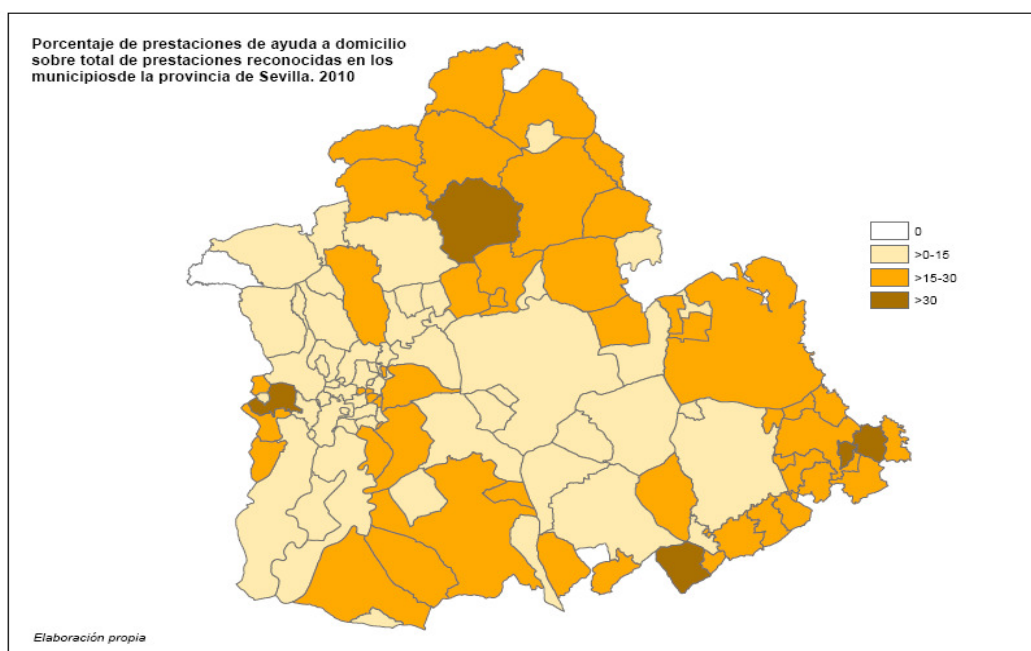 Porcentaje de prestaciones de ayuda a domicilio
sobre total de prestaciones reconocidas en los
municipiosde la provincia de Sevilla. 2010
0
>0-15
>15-30
>30
Elaboración propia